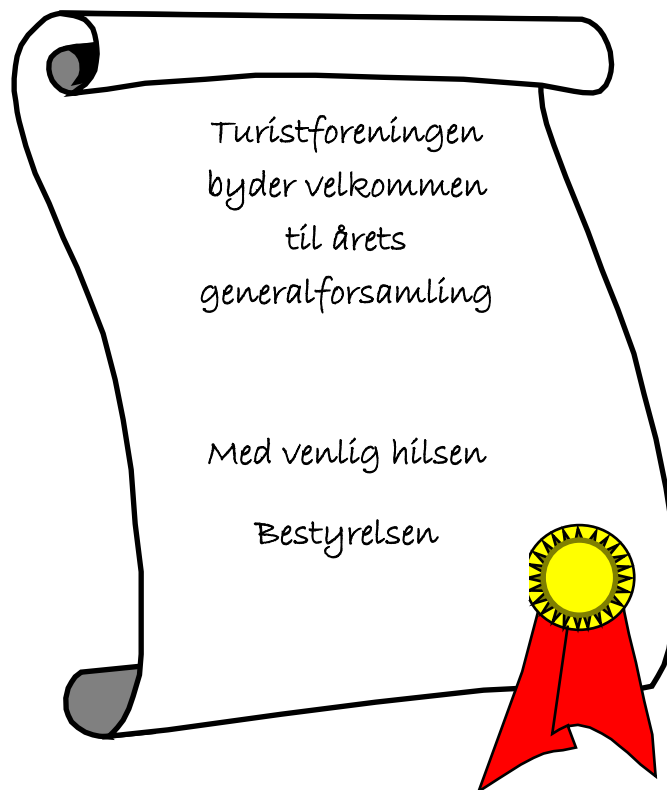 Turistforeningen
byder velkommen
til årets
generalforsamling
Med venlig hilsen
Bestyrelsen